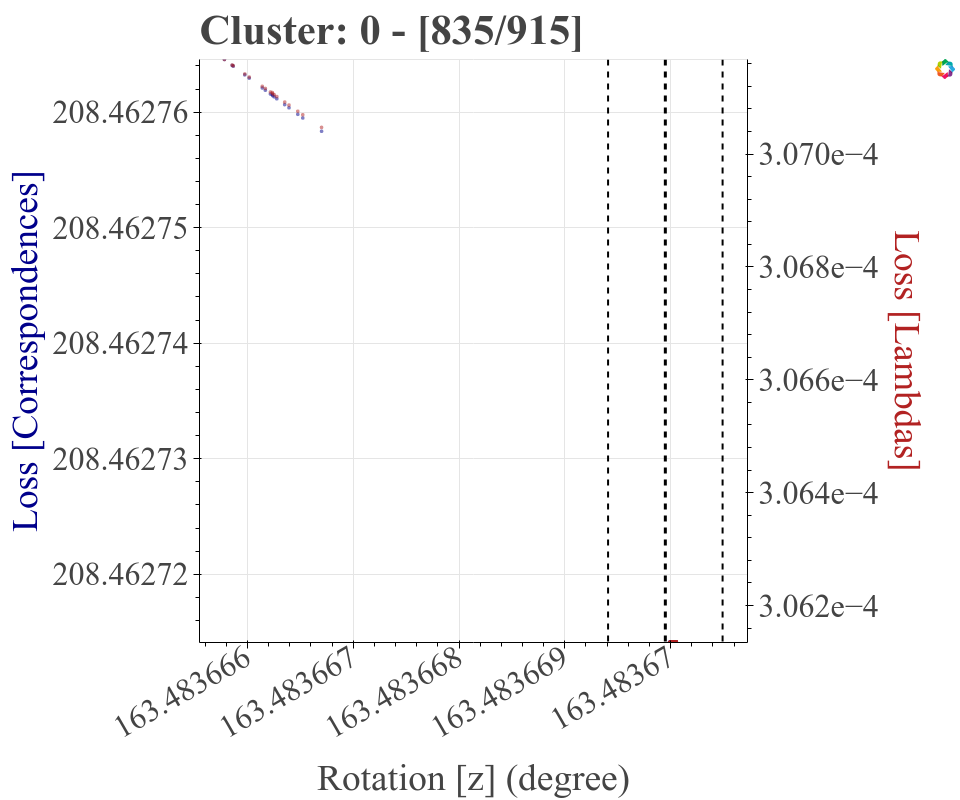 Cluster: 0 - [835/915]
208.46276
208.46275
208.46274
208.46273
208.46272
Loss [Correspondences]
3.070e−4
3.068e−4
3.066e−4
3.064e−4
3.062e−4
Loss [Lambdas]
163.483666
163.483667
163.483668
163.483669
163.48367
Rotation [z] (degree)